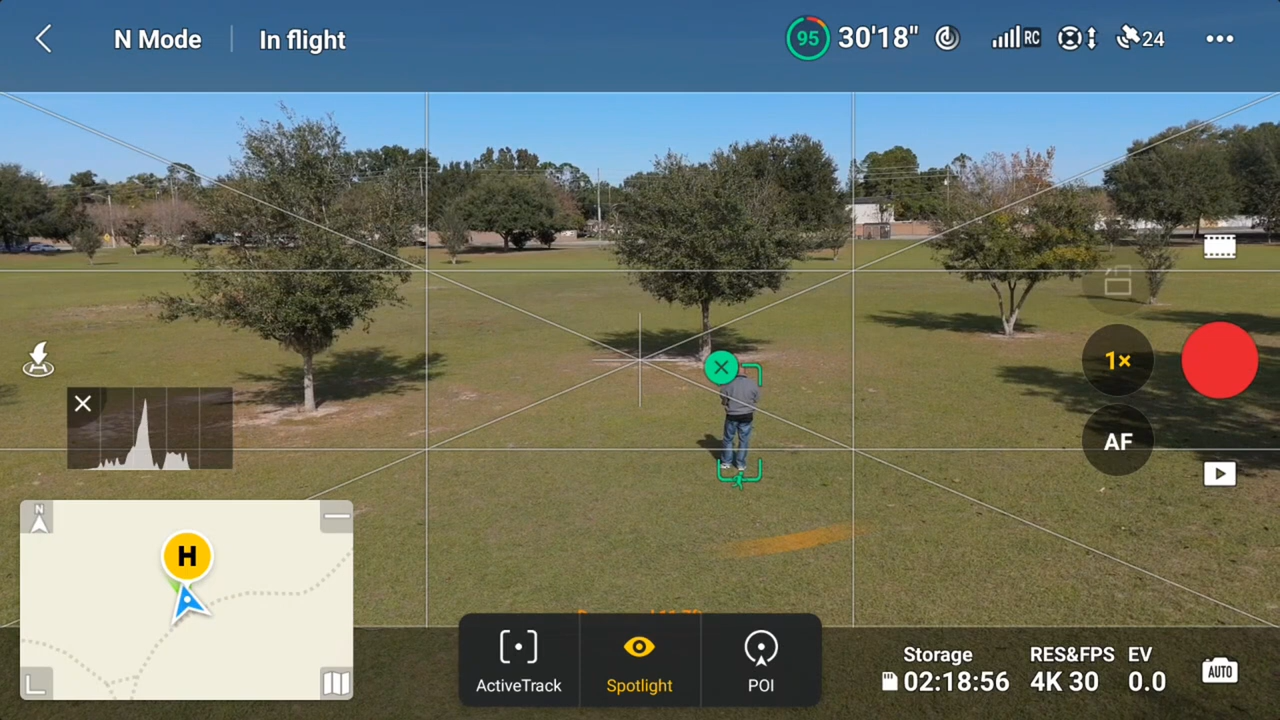 N Mode
In flight
95
30'18"
RC
24
1×
AF
N
H
ActiveTrack
Spotlight
POI
Storage
02:18:56
RES&FPS
4K 30
EV
0.0
AUTO